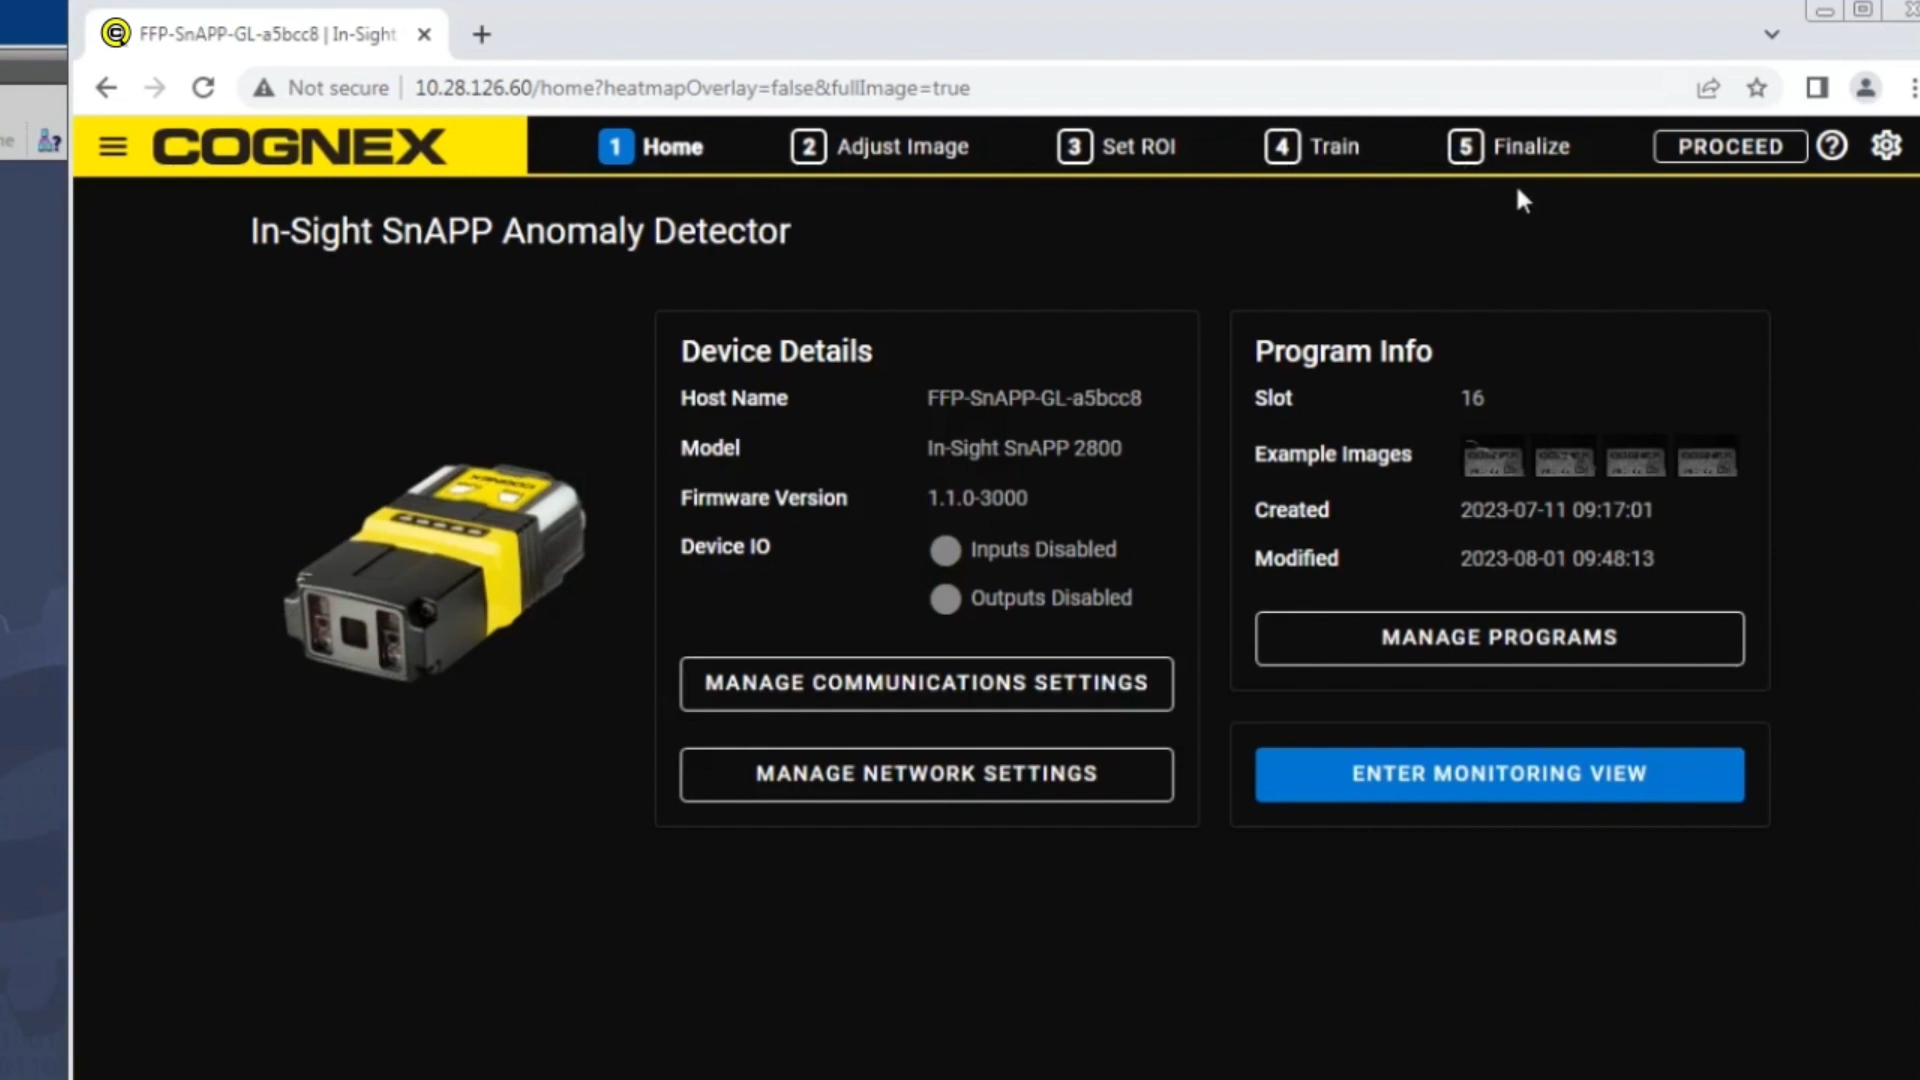 FFP-SnAPP-GL-a5bcc8 | In-Sight
Not secure | 10.28.126.60/home?heatmapOverlay=false&fullImage=true
COGNEX
1 Home
2 Adjust Image
3 Set ROI
4 Train
5 Finalize
PROCEED
In-Sight SnAPP Anomaly Detector
Device Details
Host Name FFP-SnAPP-GL-a5bcc8
Model In-Sight SnAPP 2800
Firmware Version 1.1.0-3000
Device IO Inputs Disabled
Outputs Disabled
MANAGE COMMUNICATIONS SETTINGS
MANAGE NETWORK SETTINGS
Program Info
Slot 16
Example Images
Created 2023-07-11 09:17:01
Modified 2023-08-01 09:48:13
MANAGE PROGRAMS
ENTER MONITORING VIEW
COGNEX